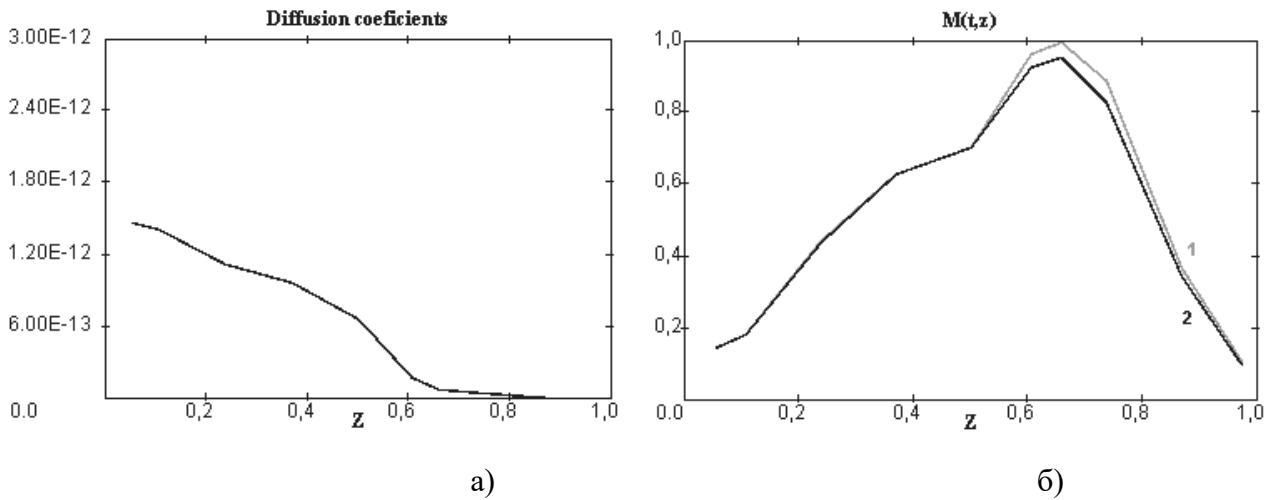 Diffusion coeficients
3.00E-12
2.40E-12
1.80E-12
1.20E-12
6.00E-13
0.0
0,2
0,4
0,6
0,8
1,0
Z
M(t,z)
1,0
0,8
0,6
0,4
0,2
0.0
0,2
0,4
0,6
0,8
1,0
Z
1
2
а)
б)